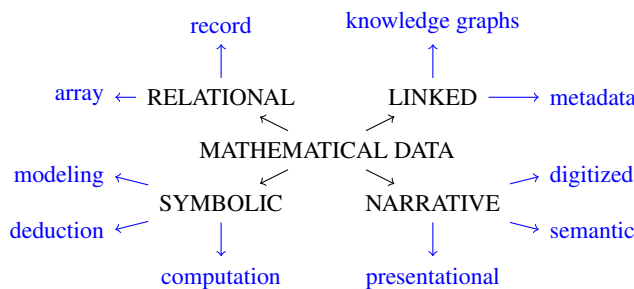 record
knowledge graphs
array
RELATIONAL
LINKED
metadata
MATHEMATICAL DATA
modeling
digitized
SYMBOLIC
NARRATIVE
deduction
semantic
computation
presentational